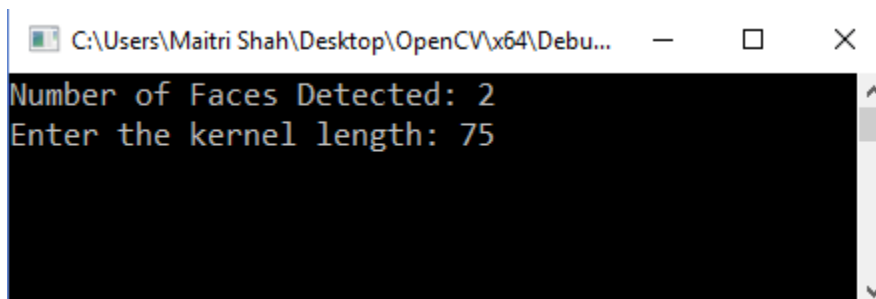 C:\Users\Maitri Shah\Desktop\OpenCV\x64\Debu...
Number of Faces Detected: 2
Enter the kernel length: 75